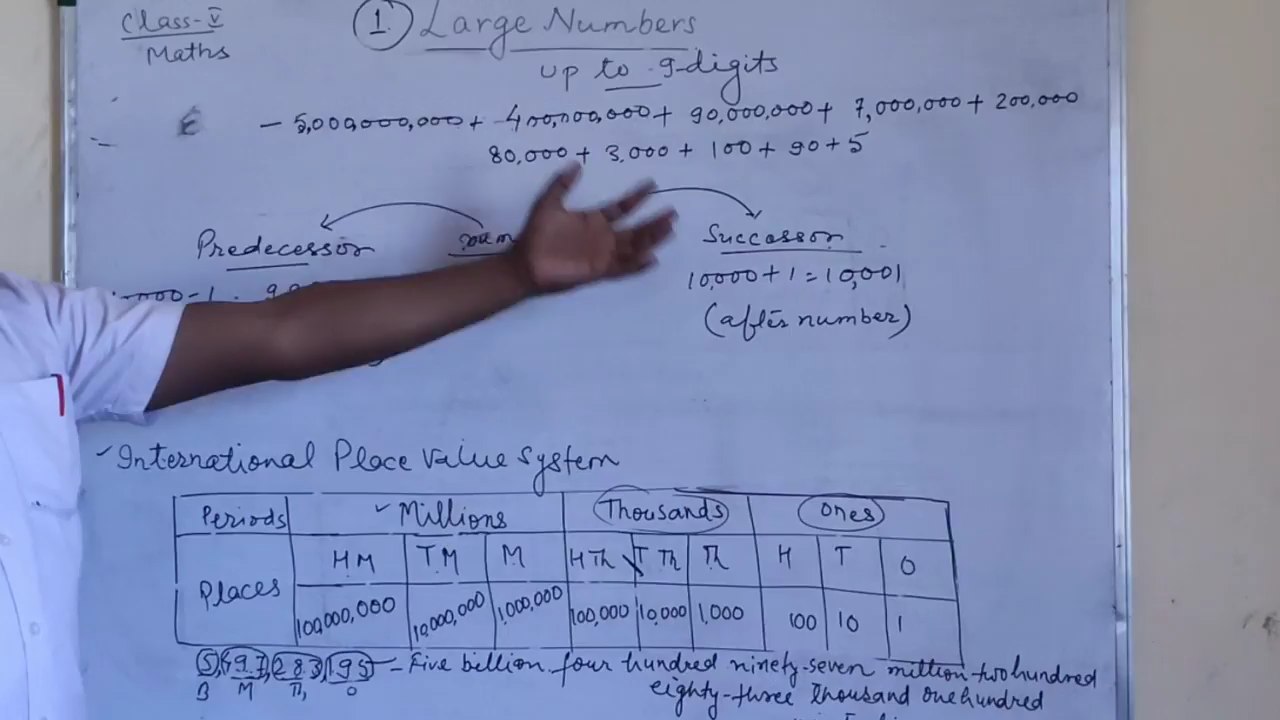 Class-V
Maths
1. Large Numbers
up to 9-digits
- 5,000,000,000 + 400,000,000 + 90,000,000 + 7,000,000 + 200,000
80,000 + 3,000 + 100 + 90 + 5
Predecessor
Successor
10,000 + 1 = 10,001
(after number)
International Place Value System
Periods Millions Thousands Ones
Places H.M T.M M H Th T Th Th H T O
100,000,000 10,000,000 1,000,000 100,000 10,000 1,000 100 10 1
5,497,283,195 - Five billion four hundred ninety-seven million two hundred
B M Th O
eighty-three thousand one hundred